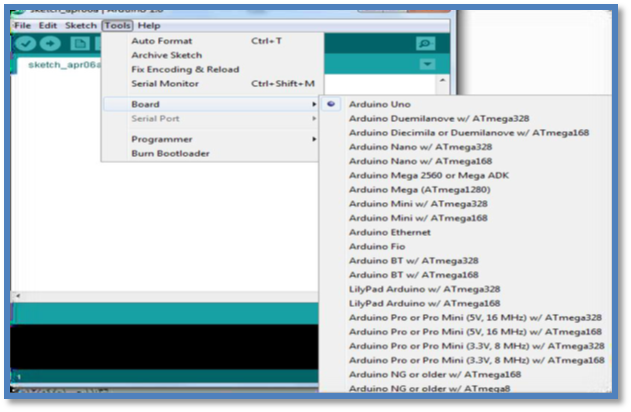 sketch_apr06a | Arduino 1.0
File Edit Sketch Tools Help
sketch_apr06a
Auto Format Ctrl+T
Archive Sketch
Fix Encoding & Reload
Serial Monitor Ctrl+Shift+M
Board
Serial Port
Programmer
Burn Bootloader
Arduino Uno
Arduino Duemilanove w/ ATmega328
Arduino Diecimila or Duemilanove w/ ATmega168
Arduino Nano w/ ATmega328
Arduino Nano w/ ATmega168
Arduino Mega 2560 or Mega ADK
Arduino Mega (ATmega1280)
Arduino Mini w/ ATmega328
Arduino Mini w/ ATmega168
Arduino Ethernet
Arduino Fio
Arduino BT w/ ATmega328
Arduino BT w/ ATmega168
LilyPad Arduino w/ ATmega328
LilyPad Arduino w/ ATmega168
Arduino Pro or Pro Mini (5V, 16 MHz) w/ ATmega328
Arduino Pro or Pro Mini (5V, 16 MHz) w/ ATmega168
Arduino Pro or Pro Mini (3.3V, 8 MHz) w/ ATmega328
Arduino Pro or Pro Mini (3.3V, 8 MHz) w/ ATmega168
Arduino NG or older w/ ATmega168
Arduino NG or older w/ ATmega8
1